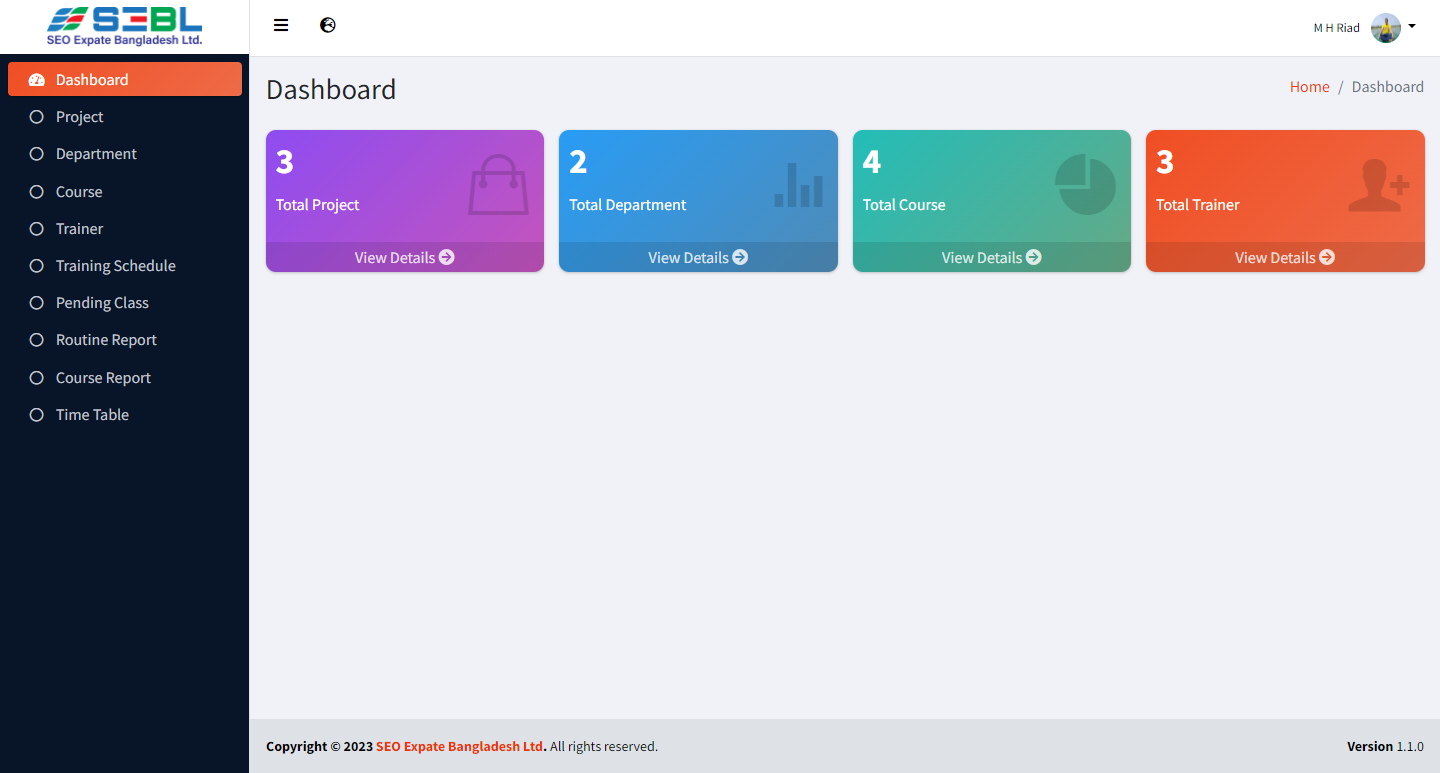 SEBL
SEO Expate Bangladesh Ltd.
M H Riad
Dashboard
Project
Department
Course
Trainer
Training Schedule
Pending Class
Routine Report
Course Report
Time Table
Dashboard
Home / Dashboard
3
Total Project
View Details
2
Total Department
View Details
4
Total Course
View Details
3
Total Trainer
View Details
Copyright © 2023 SEO Expate Bangladesh Ltd. All rights reserved.
Version 1.1.0